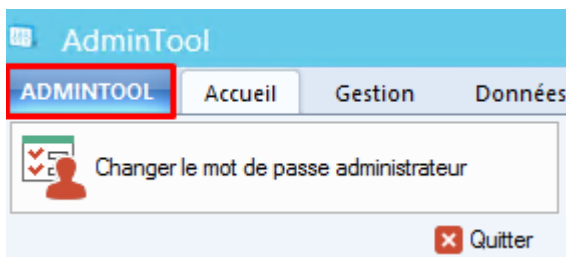 AdminTool
ADMINTOOL Accueil Gestion Données
Changer le mot de passe administrateur
Quitter